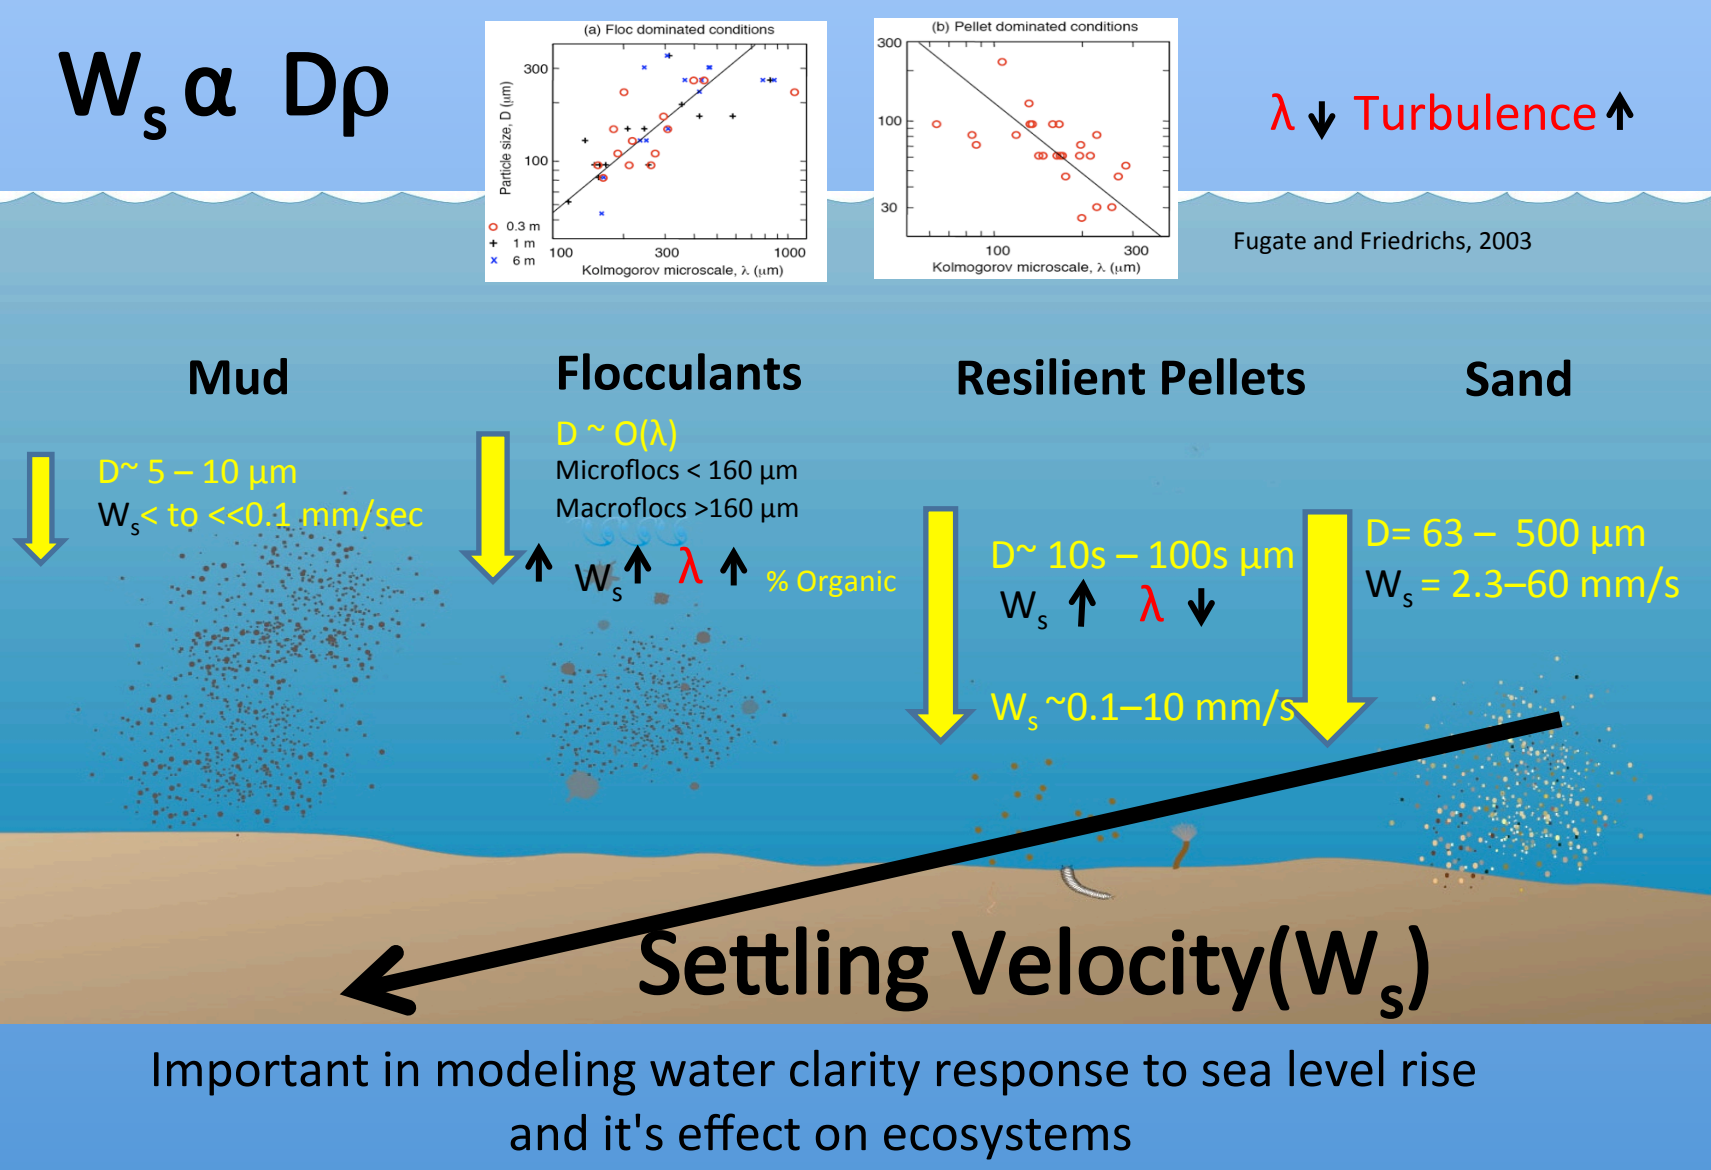 Wₛ α Dρ
(a) Floc dominated conditions
Particle size, D (μm)
300
100
0.3 m
1 m
6 m
100
300
1000
Kolmogorov microscale, λ (μm)
(b) Pellet dominated conditions
300
100
30
100
300
Kolmogorov microscale, λ (μm)
λ ↓ Turbulence ↑
Fugate and Friedrichs, 2003
Mud
D~ 5 – 10 μm
Wₛ< to <<0.1 mm/sec
Flocculants
D ~ O(λ)
Microflocs < 160 μm
Macroflocs >160 μm
↑ Wₛ ↑ λ ↑ % Organic
Resilient Pellets
D~ 10s – 100s μm
Wₛ ↑ λ ↓
Wₛ ~0.1–10 mm/s
Sand
D= 63 – 500 μm
Wₛ = 2.3–60 mm/s
Settling Velocity(Wₛ)
Important in modeling water clarity response to sea level rise
and it's effect on ecosystems